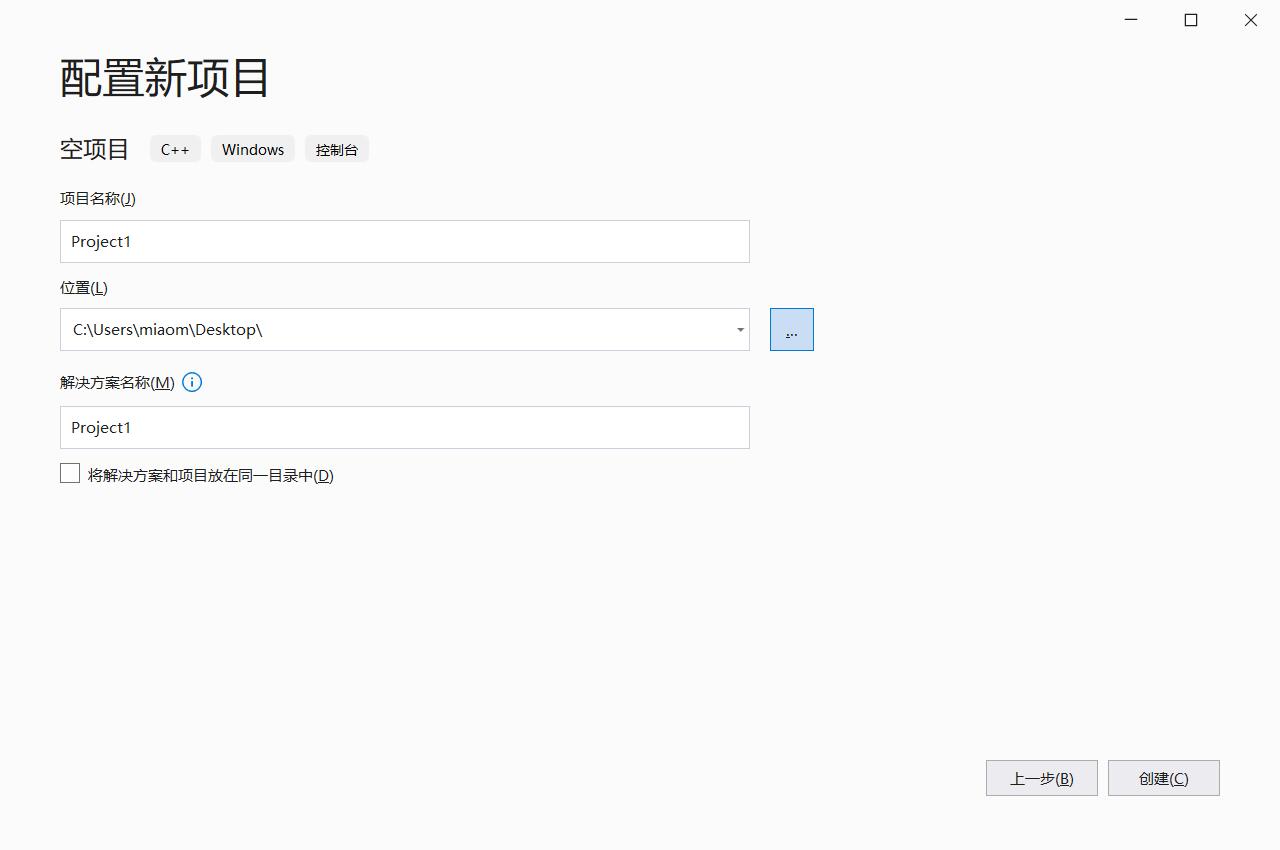 配置新项目
空项目 C++ Windows 控制台
项目名称(J)
Project1
位置(L)
C:\Users\miaom\Desktop\
...
解决方案名称(M)
Project1
将解决方案和项目放在同一目录中(D)
上一步(B) 创建(C)